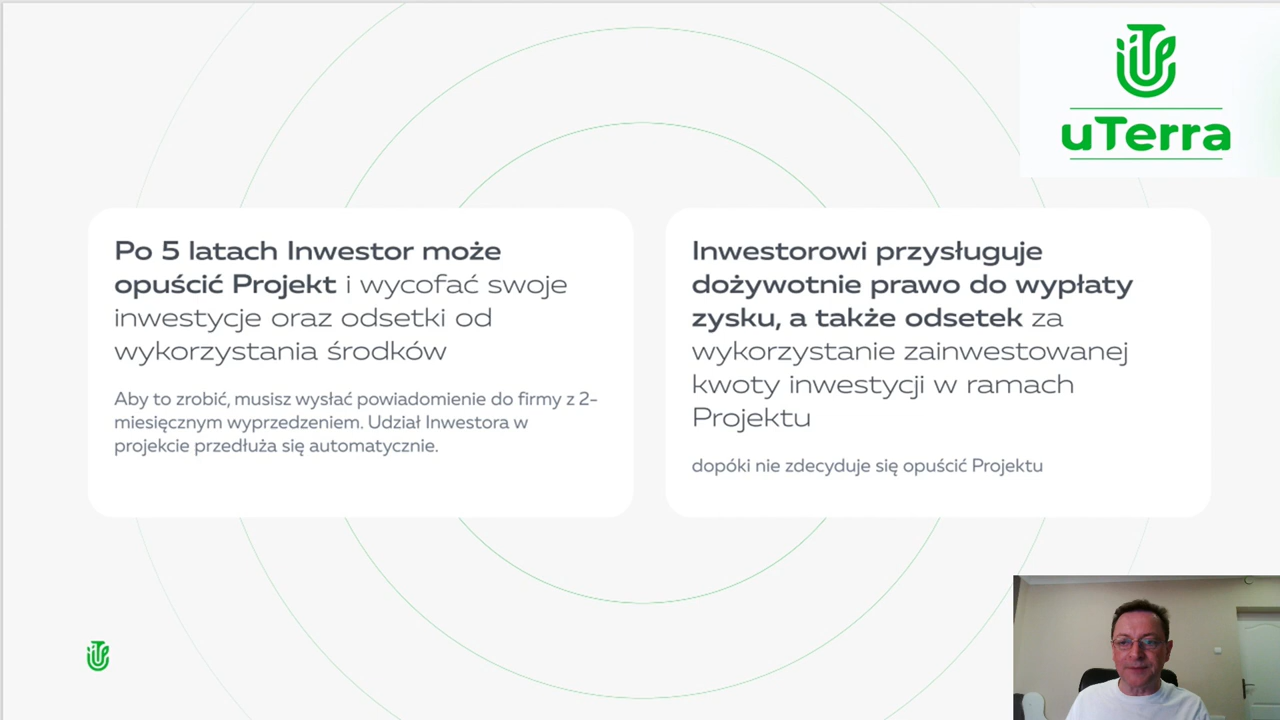 uTerra
Po 5 latach Inwestor może
opuścić Projekt i wycofać swoje
inwestycje oraz odsetki od
wykorzystania środków
Aby to zrobić, musisz wysłać powiadomienie do firmy z 2-
miesięcznym wyprzedzeniem. Udział Inwestora w
projekcie przedłuża się automatycznie.
Inwestorowi przysługuje
dożywotnie prawo do wypłaty
zysku, a także odsetek za
wykorzystanie zainwestowanej
kwoty inwestycji w ramach
Projektu
dopóki nie zdecyduje się opuścić Projektu